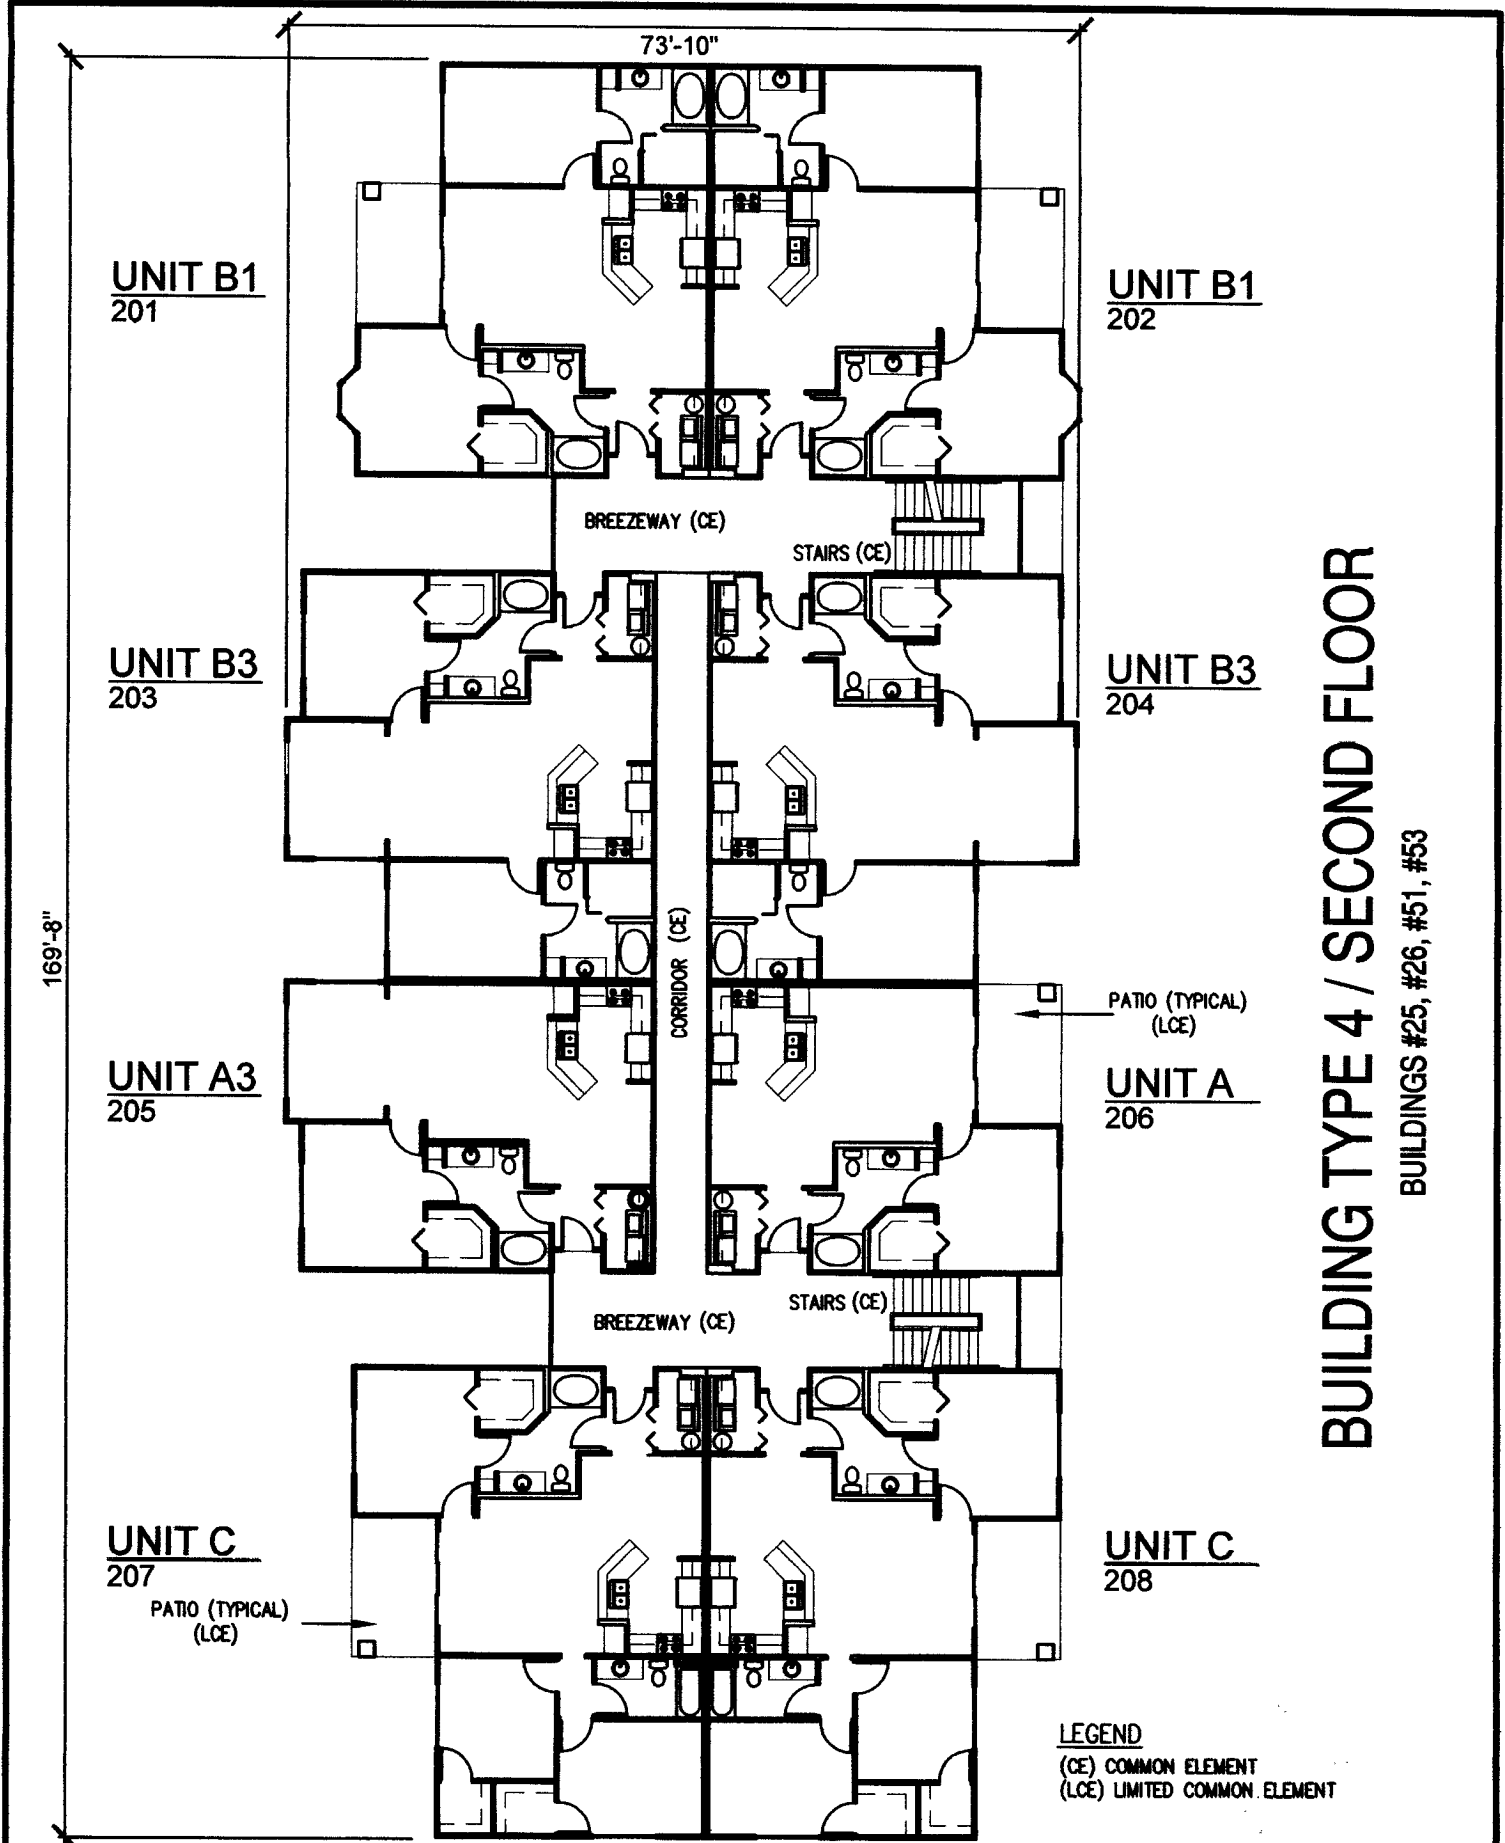 73'-10"
UNIT B1
201
UNIT B1
202
BREEZEWAY (CE)
STAIRS (CE)
UNIT B3
203
UNIT B3
204
169'-8"
CORRIDOR (CE)
PATIO (TYPICAL)
(LCE)
UNIT A3
205
UNIT A
206
STAIRS (CE)
BREEZEWAY (CE)
UNIT C
207
PATIO (TYPICAL)
(LCE)
UNIT C
208
LEGEND
(CE) COMMON ELEMENT
(LCE) LIMITED COMMON ELEMENT
BUILDING TYPE 4 / SECOND FLOOR
BUILDINGS #25, #26, #51, #53